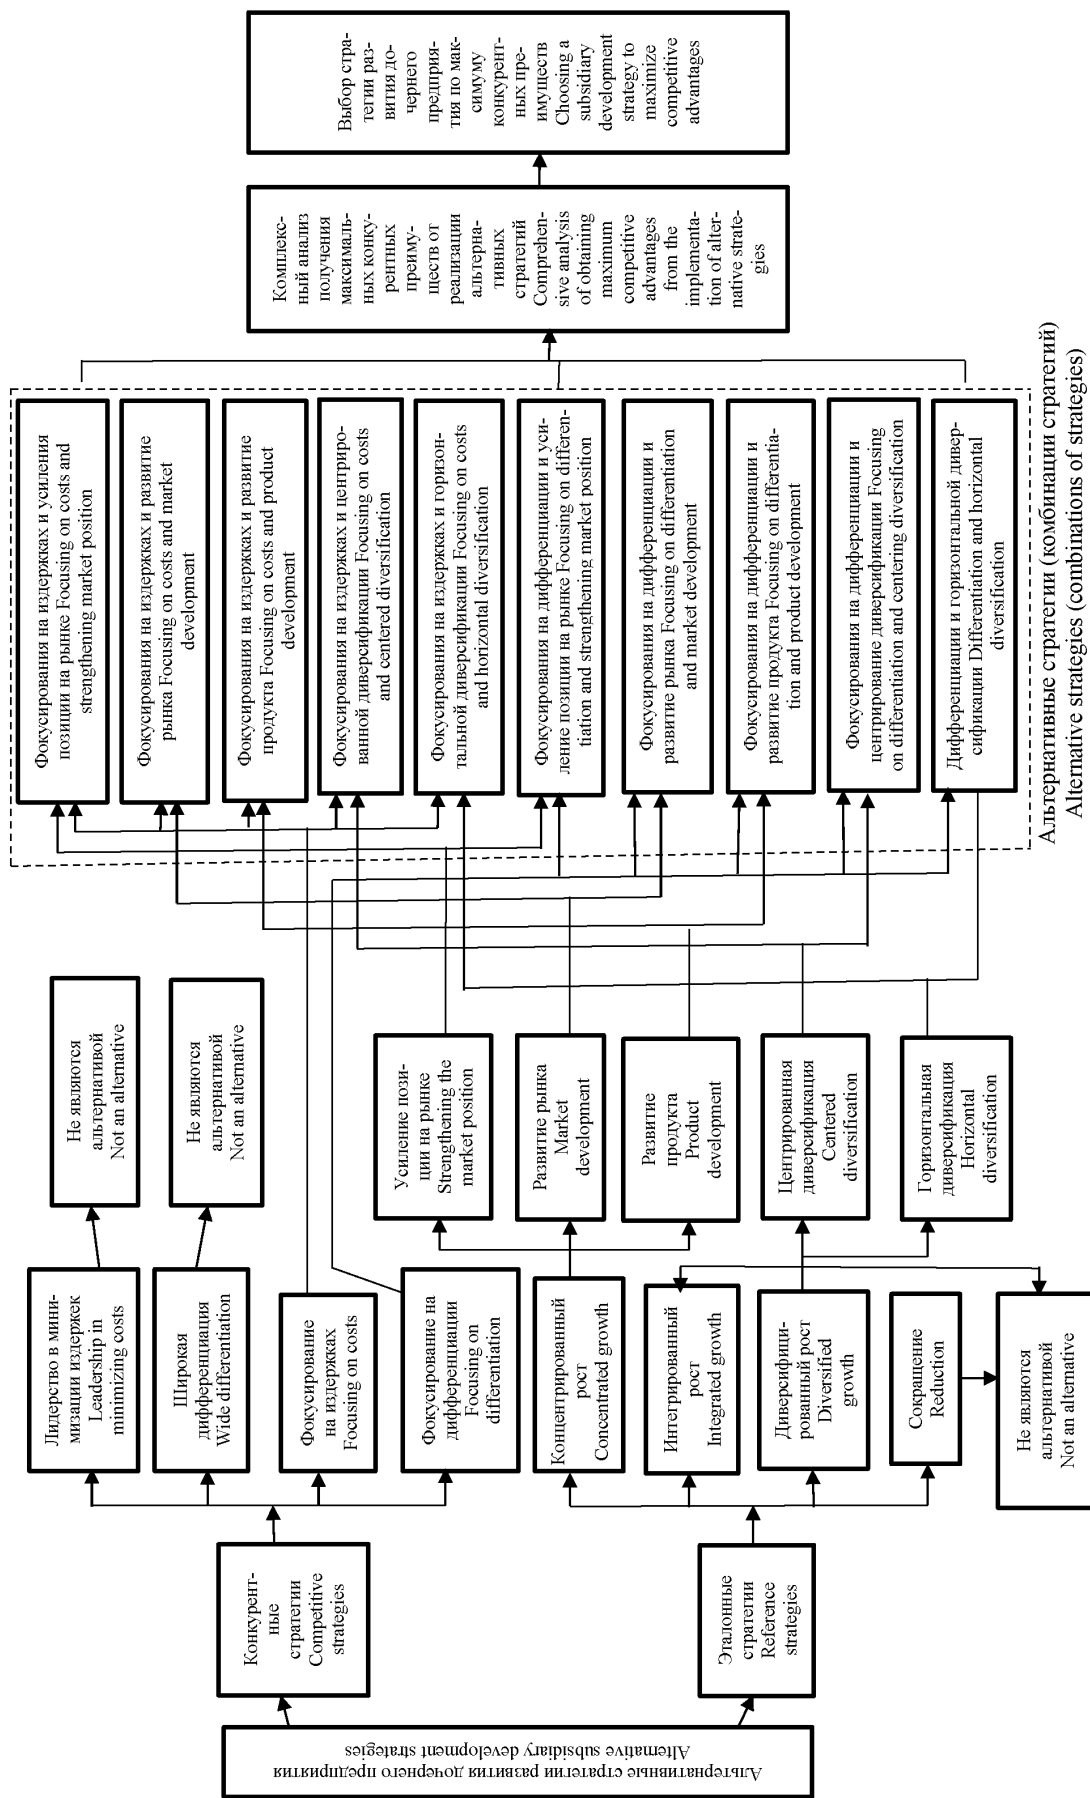 Альтернативные стратегии развития дочернего предприятия
Alternative subsidiary development strategies
Конкурент-
ные
стратегии
Competitive
strategies
Эталонные
стратегии
Reference
strategies
Лидерство в мини-
мизации издержек
Leadership in
minimizing costs
Широкая
дифференциация
Wide differentiation
Фокусирование
на издержках
Focusing on costs
Фокусирование на
дифференциации
Focusing on
differentiation
Концентрированный
рост
Concentrated growth
Интегрированный
рост
Integrated growth
Диверсифици-
рованный рост
Diversified
growth
Сокращение
Reduction
Не являются
альтернативой
Not an alternative
Не являются
альтернативой
Not an alternative
Не являются
альтернативой
Not an alternative
Усиление пози-
ции на рынке
Strengthening the
market position
Развитие рынка
Market
development
Развитие
продукта
Product
development
Центрированная
диверсификация
Centered
diversification
Горизонтальная
диверсификация
Horizontal
diversification
Фокусирования на издержках и усиления
позиции на рынке Focusing on costs and
strengthening market position
Фокусирования на издержках и развитие
рынка Focusing on costs and market
development
Фокусирования на издержках и развитие
продукта Focusing on costs and product
development
Фокусирования на издержках и центриро-
ванной диверсификации Focusing on costs
and centered diversification
Фокусирования на издержках и горизон-
тальной диверсификации Focusing on costs
and horizontal diversification
Фокусирования на дифференциации и уси-
ление позиции на рынке Focusing on differen-
tiation and strengthening market position
Фокусирования на дифференциации и
развитие рынка Focusing on differentiation
and market development
Фокусирования на дифференциации и
развитие продукта Focusing on differentia-
tion and product development
Фокусирования на дифференциации и
центрирование диверсификации Focusing
on differentiation and centering diversification
Дифференциации и горизонтальной дивер-
сификации Differentiation and horizontal
diversification
Альтернативные стратегии (комбинации стратегий)
Alternative strategies (combinations of strategies)
Комплекс-
ный анализ
получения
максималь-
ных конку-
рентных
преиму-
ществ от
реализации
альтерна-
тивных
стратегий
Comprehen-
sive analysis
of obtaining
maximum
competitive
advantages
from the
implementa-
tion of alter-
native strate-
gies
Выбор стра-
тегии раз-
вития до-
чернего
предприя-
тия по мак-
симуму
конкурент-
ных пре-
имуществ
Choosing a
subsidiary
development
strategy to
maximize
competitive
advantages